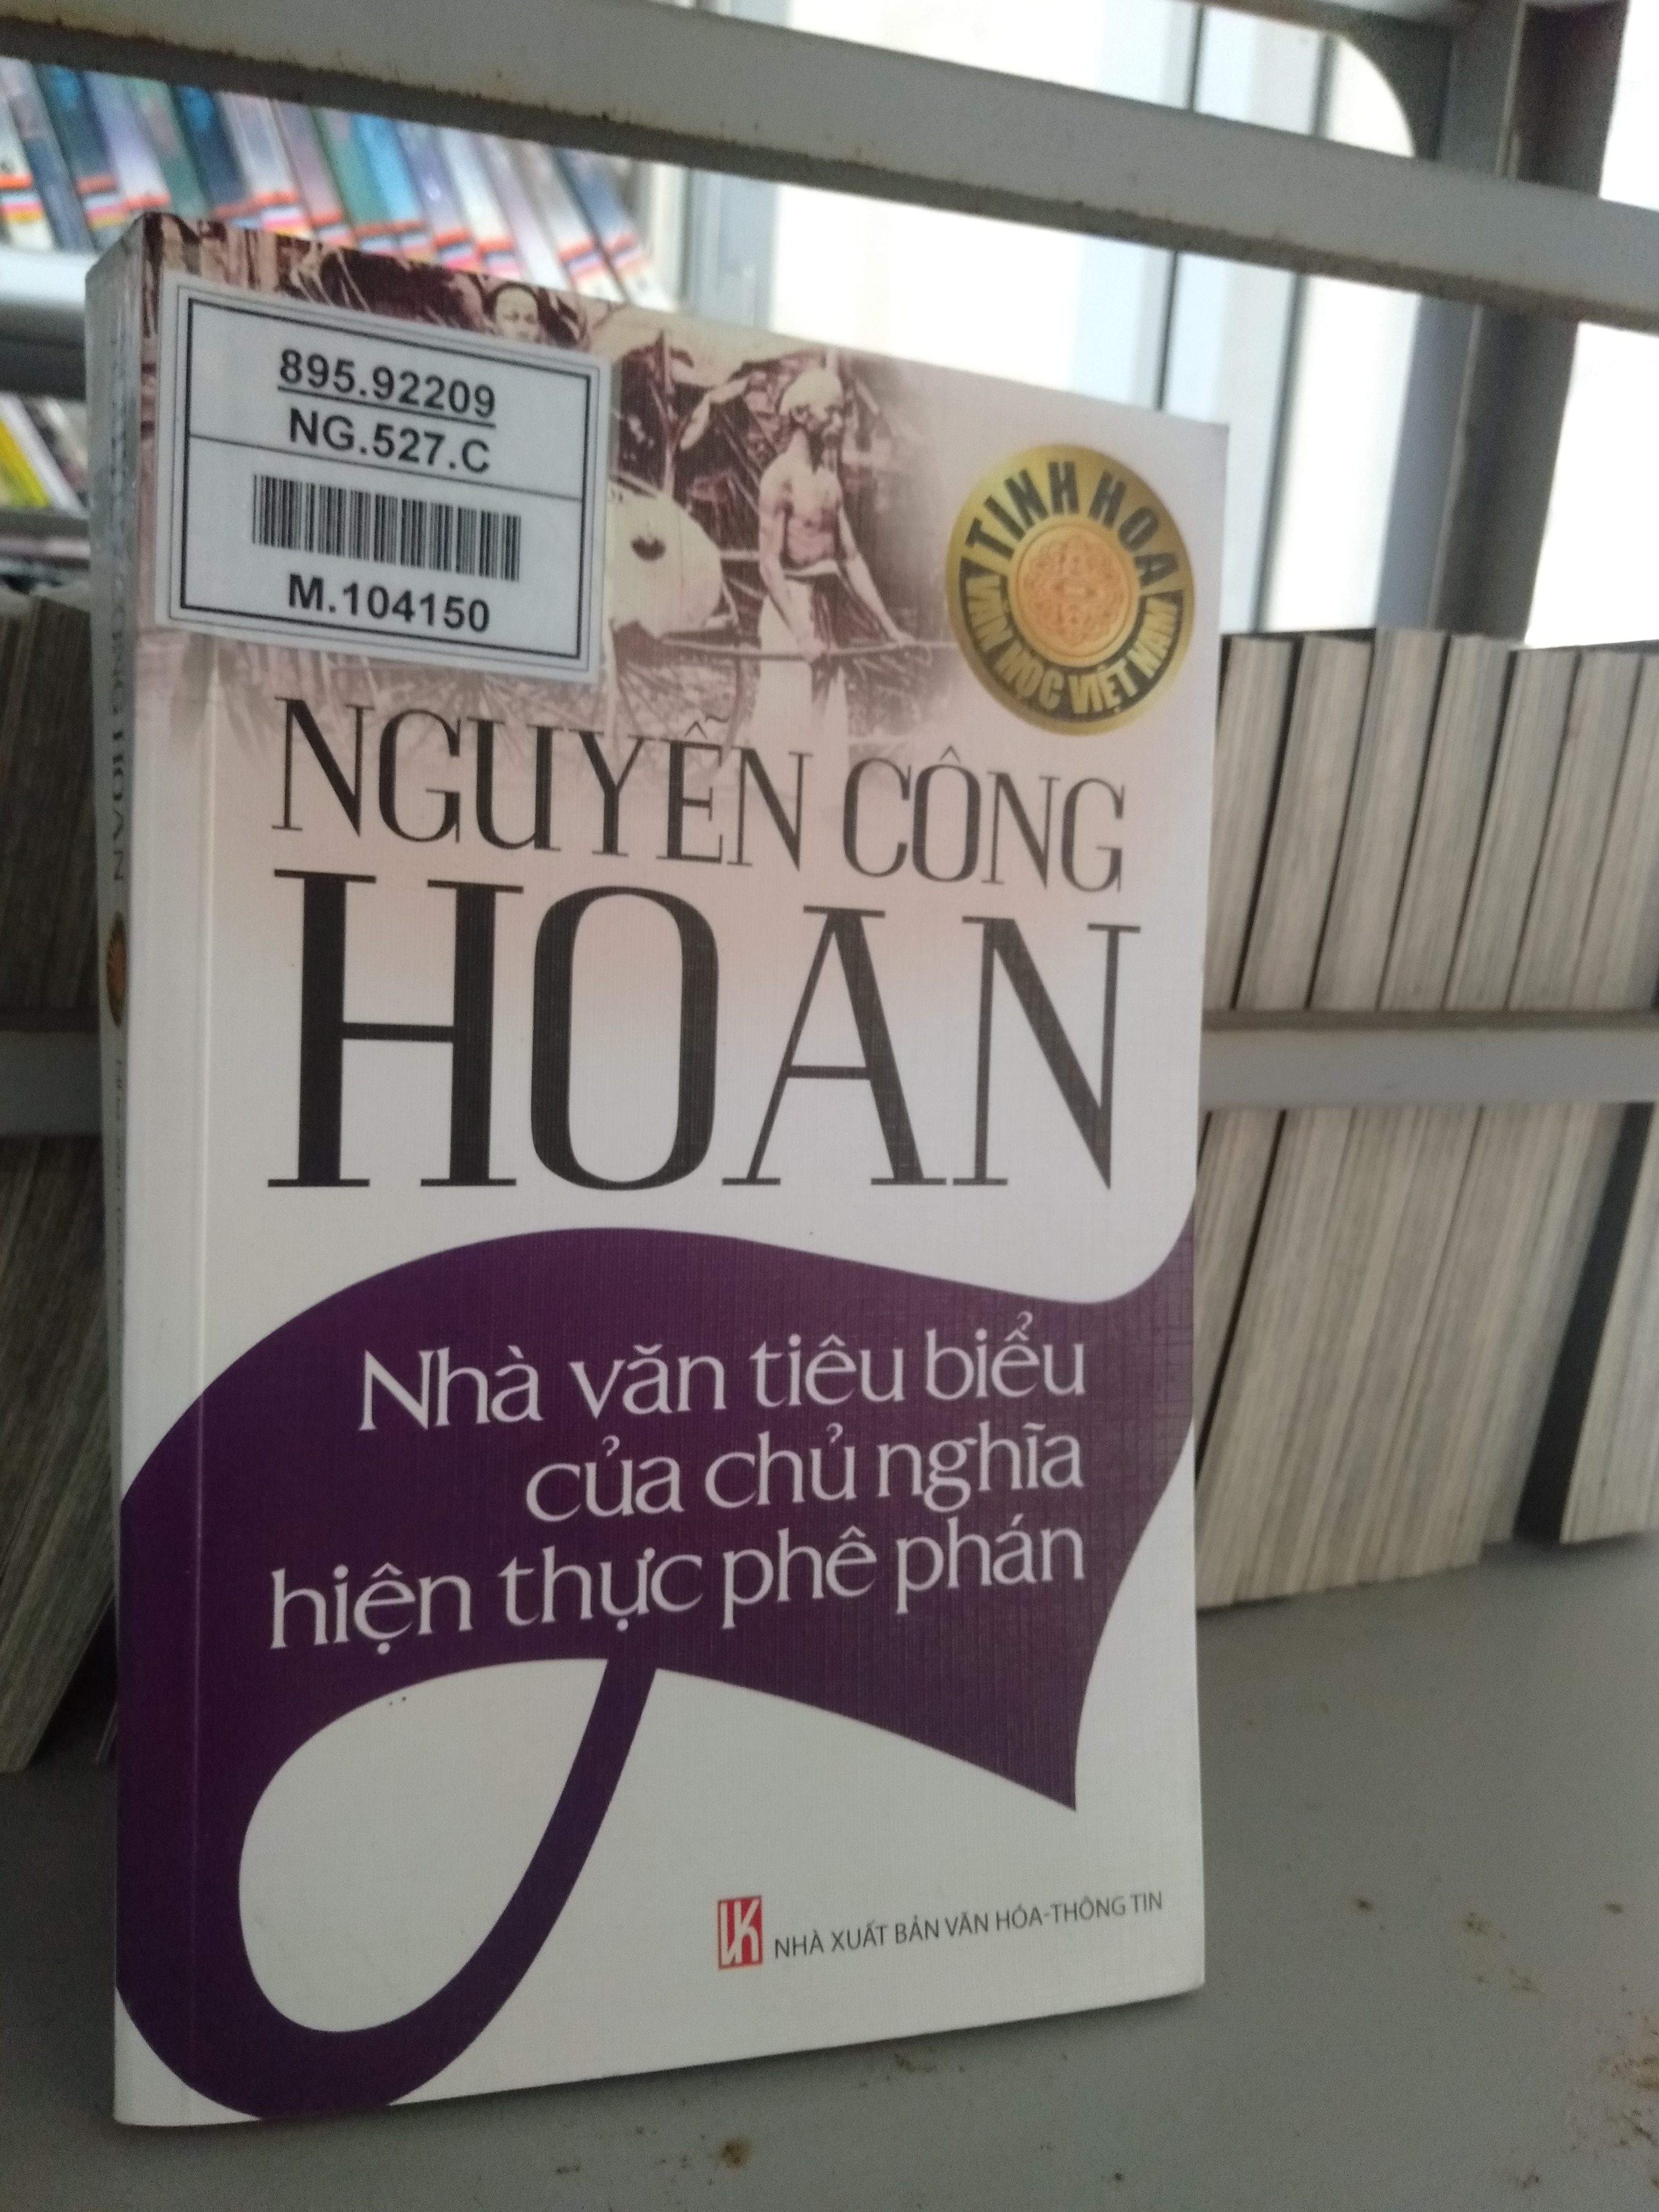 895.92209
NG.527.C
M.104150
TINH HOA
VĂN HỌC VIỆT NAM
NGUYỄN CÔNG
HOAN
Nhà văn tiêu biểu
của chủ nghĩa
hiện thực phê phán
NHÀ XUẤT BẢN VĂN HÓA-THÔNG TIN